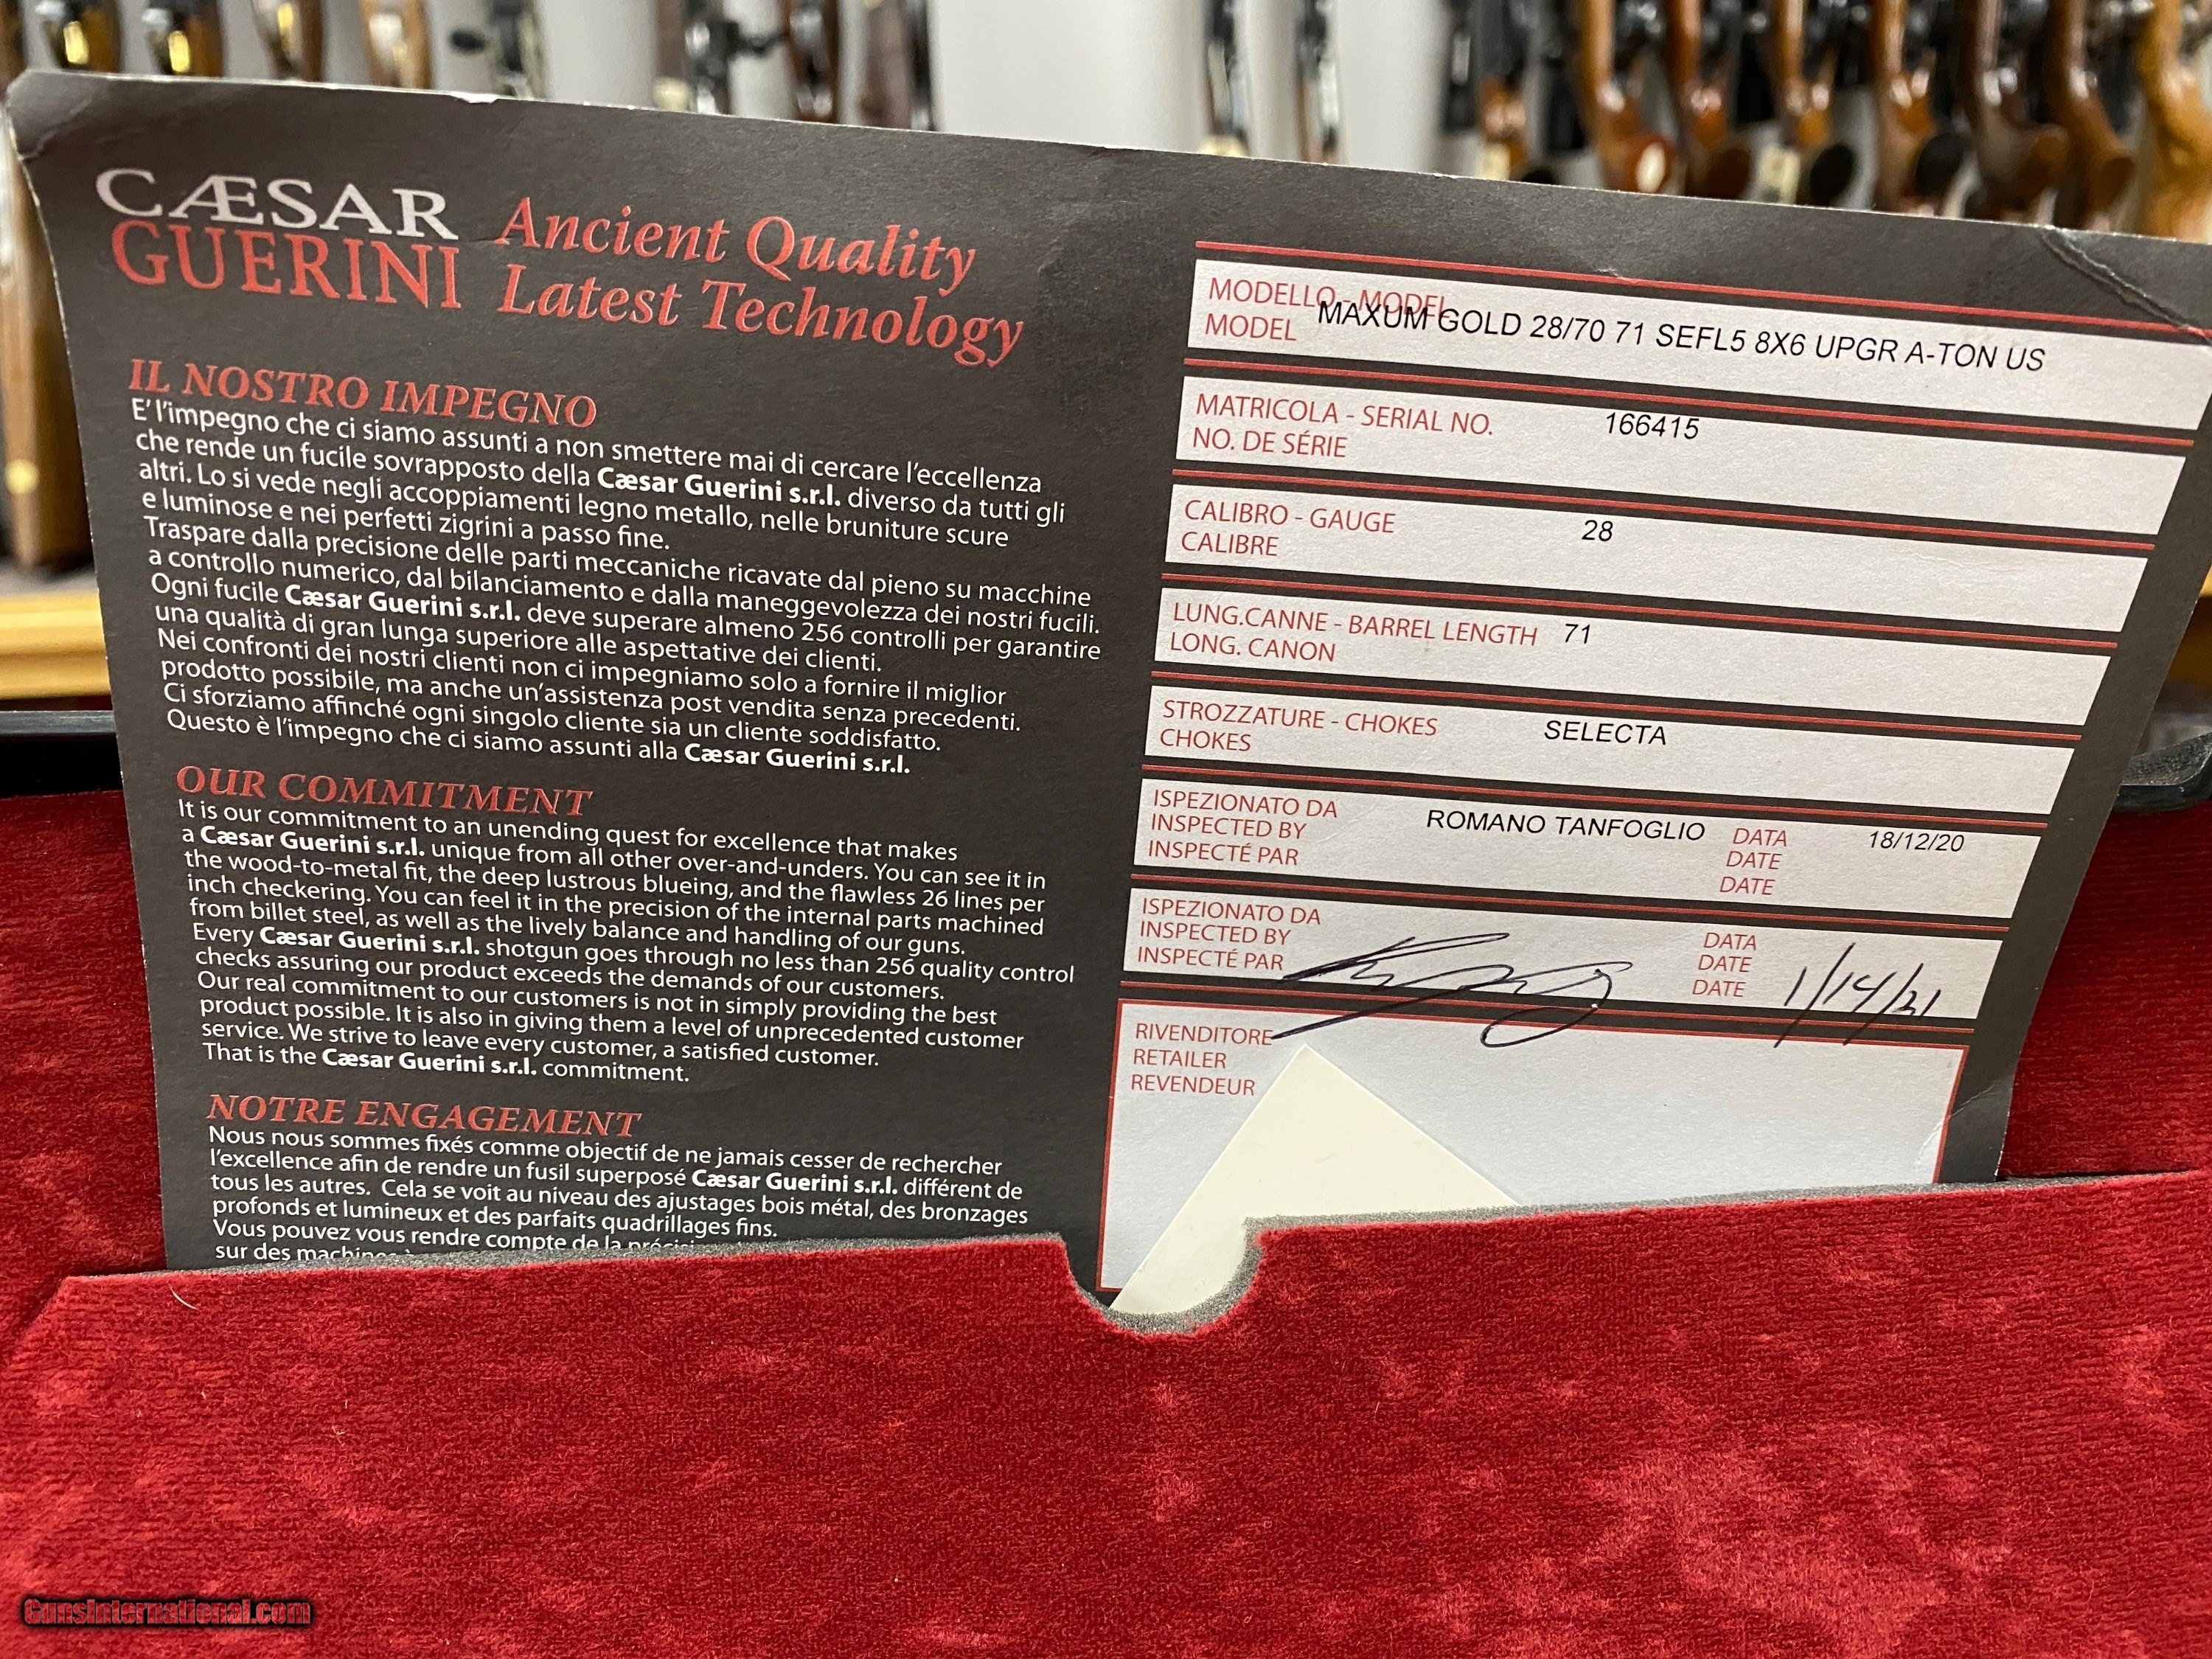 CÆSAR
GUERINI
Ancient Quality
Latest Technology
IL NOSTRO IMPEGNO
E' l'impegno che ci siamo assunti a non smettere mai di cercare l'eccellenza
che rende un fucile sovrapposto della Cæsar Guerini s.r.l. diverso da tutti gli
altri. Lo si vede negli accoppiamenti legno metallo, nelle bruniture scure
e luminose e nei perfetti zigrini a passo fine.
Traspare dalla precisione delle parti meccaniche ricavate dal pieno su macchine
a controllo numerico, dal bilanciamento e dalla maneggevolezza dei nostri fucili.
Ogni fucile Cæsar Guerini s.r.l. deve superare almeno 256 controlli per garantire
una qualità di gran lunga superiore alle aspettative dei clienti.
Nei confronti dei nostri clienti non ci impegniamo solo a fornire il miglior
prodotto possibile, ma anche un'assistenza post vendita senza precedenti.
Ci sforziamo affinché ogni singolo cliente sia un cliente soddisfatto.
Questo è l'impegno che ci siamo assunti alla Cæsar Guerini s.r.l.
OUR COMMITMENT
It is our commitment to an unending quest for excellence that makes
a Cæsar Guerini s.r.l. unique from all other over-and-unders. You can see it in
the wood-to-metal fit, the deep lustrous blueing, and the flawless 26 lines per
inch checkering. You can feel it in the precision of the internal parts machined
from billet steel, as well as the lively balance and handling of our guns.
Every Cæsar Guerini s.r.l. shotgun goes through no less than 256 quality control
checks assuring our product exceeds the demands of our customers.
Our real commitment to our customers is not in simply providing the best
product possible. It is also in giving them a level of unprecedented customer
service. We strive to leave every customer, a satisfied customer.
That is the Cæsar Guerini s.r.l. commitment.
NOTRE ENGAGEMENT
Nous nous sommes fixés comme objectif de ne jamais cesser de rechercher
l'excellence afin de rendre un fusil superposé Cæsar Guerini s.r.l. différent de
tous les autres. Cela se voit au niveau des ajustages bois métal, des bronzages
profonds et lumineux et des parfaits quadrillages fins.
Vous pouvez vous rendre compte de la
sur des machines
MODELLO - MODEL
MODEL
MAXUM GOLD 28/70 71 SEFL5 8X6 UPGR A-TON US
MATRICOLA - SERIAL NO. 166415
NO. DE SÉRIE
CALIBRO - GAUGE 28
CALIBRE
LUNG.CANNE - BARREL LENGTH 71
LONG. CANON
STROZZATURE - CHOKES SELECTA
CHOKES
ISPEZIONATO DA
INSPECTED BY
INSPECTÉ PAR
ROMANO TANFOGLIO
DATA
DATE
DATE
18/12/20
ISPEZIONATO DA
INSPECTED BY
INSPECTÉ PAR
DATA
DATE
DATE
1/14/21
RIVENDITORE
RETAILER
REVENDEUR
GunsInternational.com